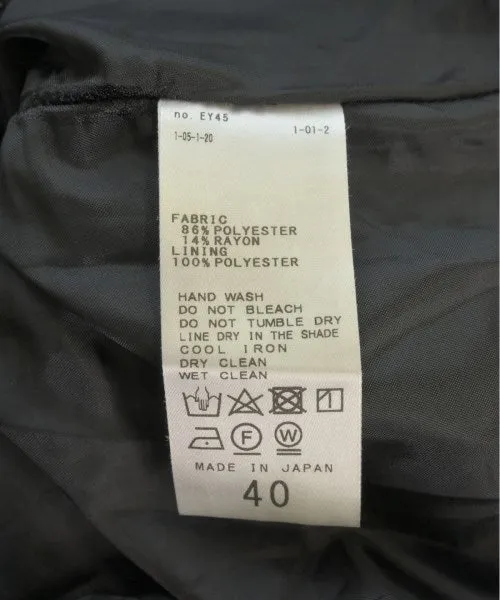 no. EY45
1-05-1-20 1-01-2
FABRIC
86% POLYESTER
14% RAYON
LINING
100% POLYESTER
HAND WASH
DO NOT BLEACH
DO NOT TUMBLE DRY
LINE DRY IN THE SHADE
COOL IRON
DRY CLEAN
WET CLEAN
F W
MADE IN JAPAN
40